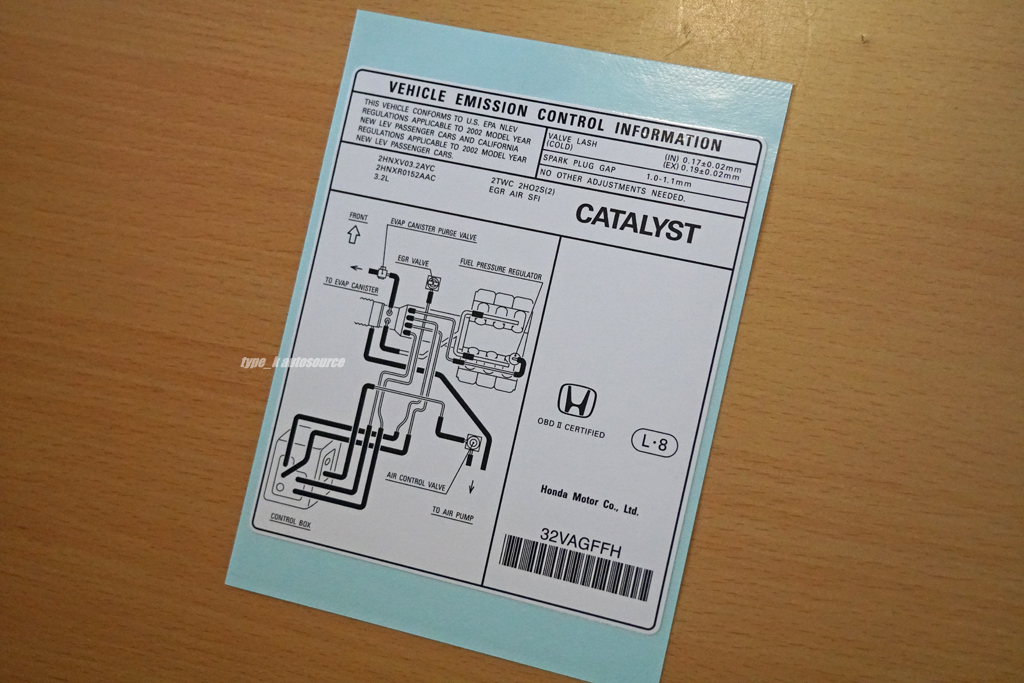 VEHICLE EMISSION CONTROL INFORMATION
THIS VEHICLE CONFORMS TO U.S. EPA NLEV
REGULATIONS APPLICABLE TO 2002 MODEL YEAR
NEW LEV PASSENGER CARS AND CALIFORNIA
REGULATIONS APPLICABLE TO 2002 MODEL YEAR
NEW LEV PASSENGER CARS.
VALVE LASH (IN) 0.17±0.02mm
(COLD) (EX) 0.19±0.02mm
SPARK PLUG GAP 1.0-1.1mm
NO OTHER ADJUSTMENTS NEEDED.
2HNXV03.2AYC
2HNXR0152AAC
3.2L
2TWC 2HO2S(2)
EGR AIR SFI
CATALYST
FRONT
EVAP CANISTER PURGE VALVE
EGR VALVE
FUEL PRESSURE REGULATOR
TO EVAP CANISTER
type_R autosource
AIR CONTROL VALVE
TO AIR PUMP
CONTROL BOX
OBD II CERTIFIED
L·8
Honda Motor Co., Ltd.
32VAGFFH